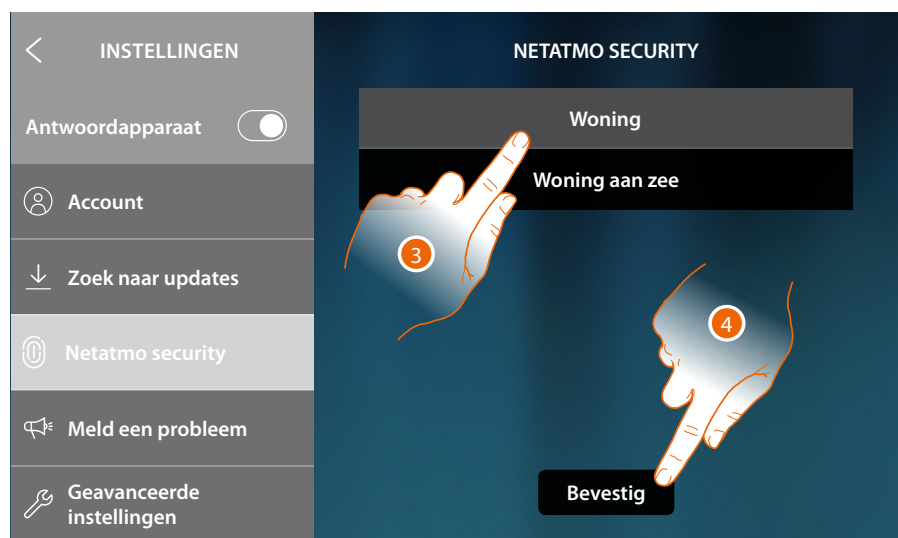 INSTELLINGEN
Antwoordapparaat
Account
Zoek naar updates
Netatmo security
Meld een probleem
Geavanceerde
instellingen
NETATMO SECURITY
Woning
Woning aan zee
3
4
Bevestig